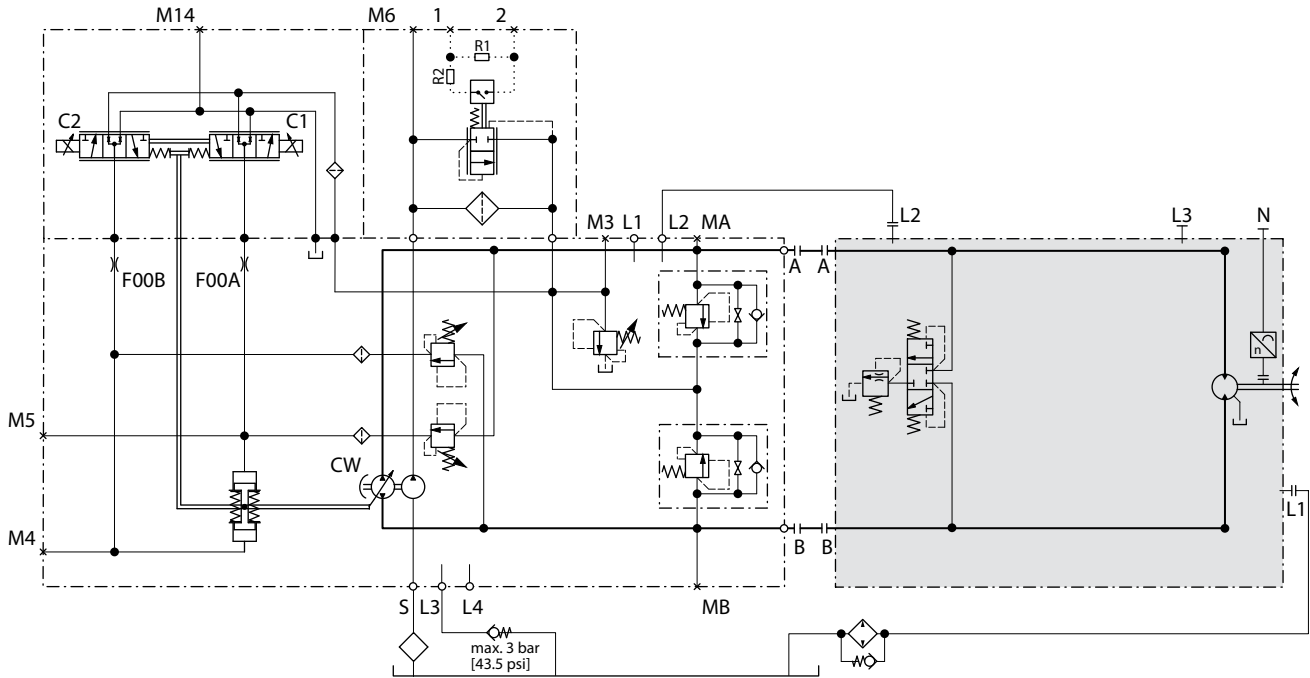 M14 M6 1 2
R1
R2
C2 C1
M3 L1 L2 MA L2 L3 N
F00B F00A A A
n
M5
CW
L1
M4
B B
S L3 L4 MB
max. 3 bar
[43.5 psi]